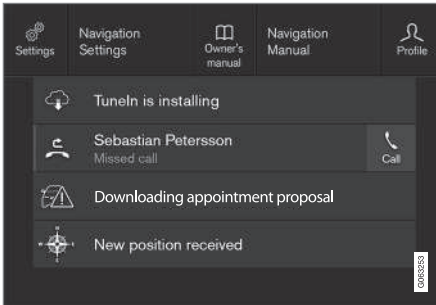 Settings
Navigation
Settings
Owner's
manual
Navigation
Manual
Profile
TuneIn is installing
Sebastian Petersson
Missed call
Call
Downloading appointment proposal
New position received
G063253